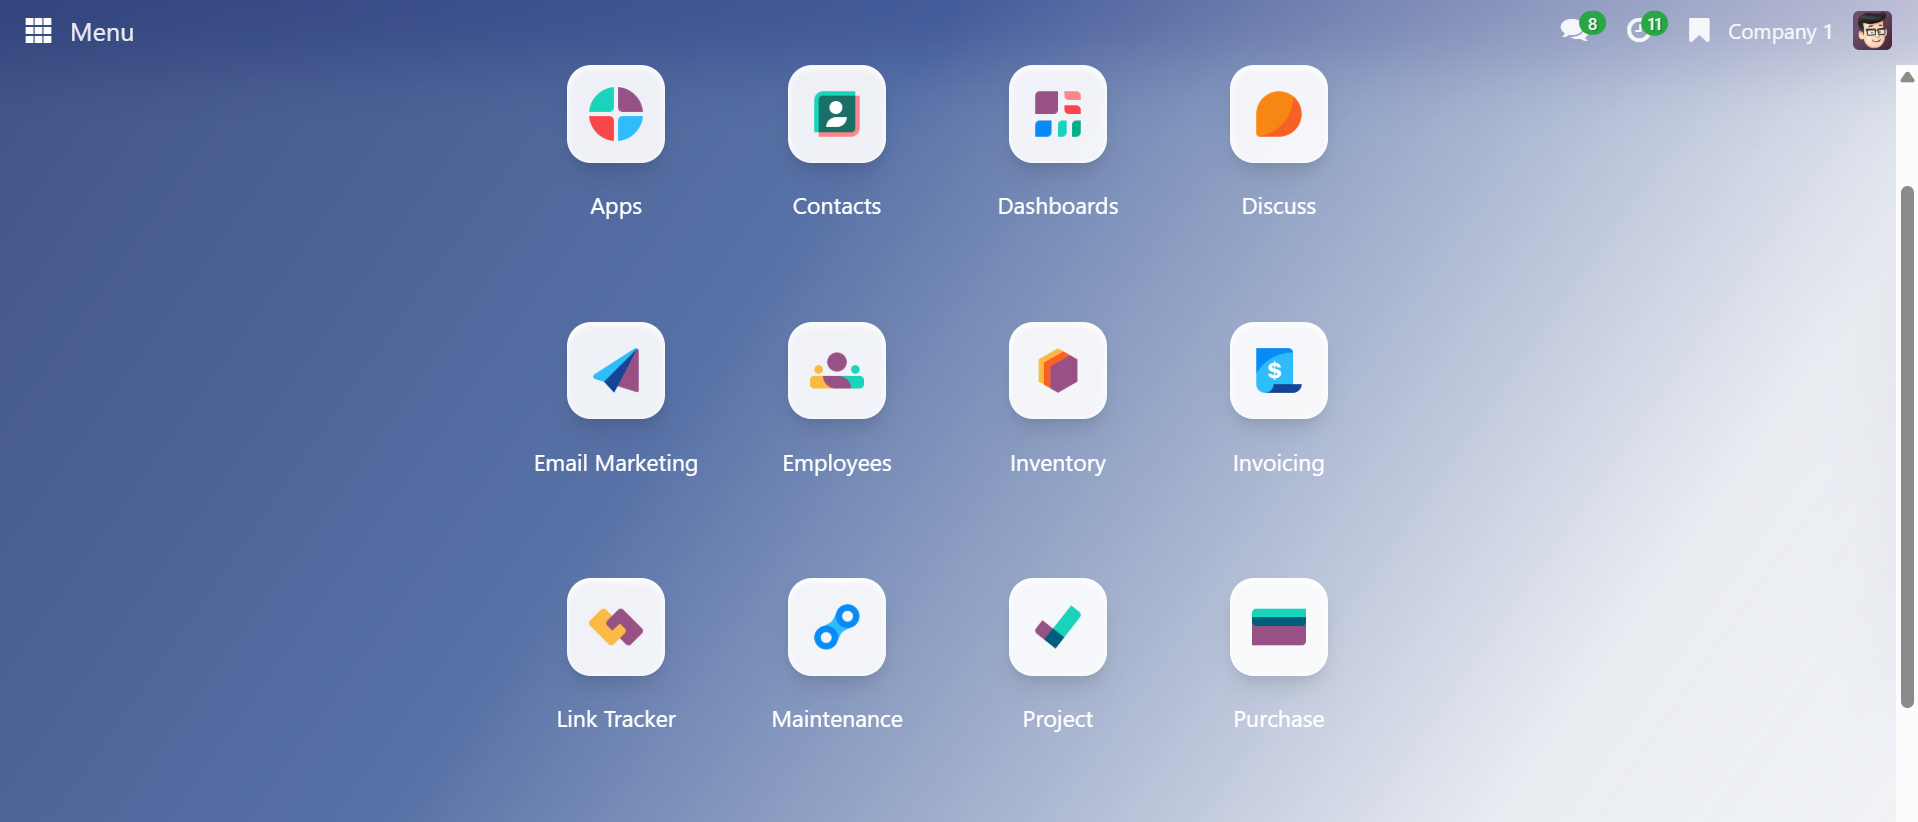 Menu
8
11
Company 1
Apps
Contacts
Dashboards
Discuss
Email Marketing
Employees
Inventory
$
Invoicing
Link Tracker
Maintenance
Project
Purchase